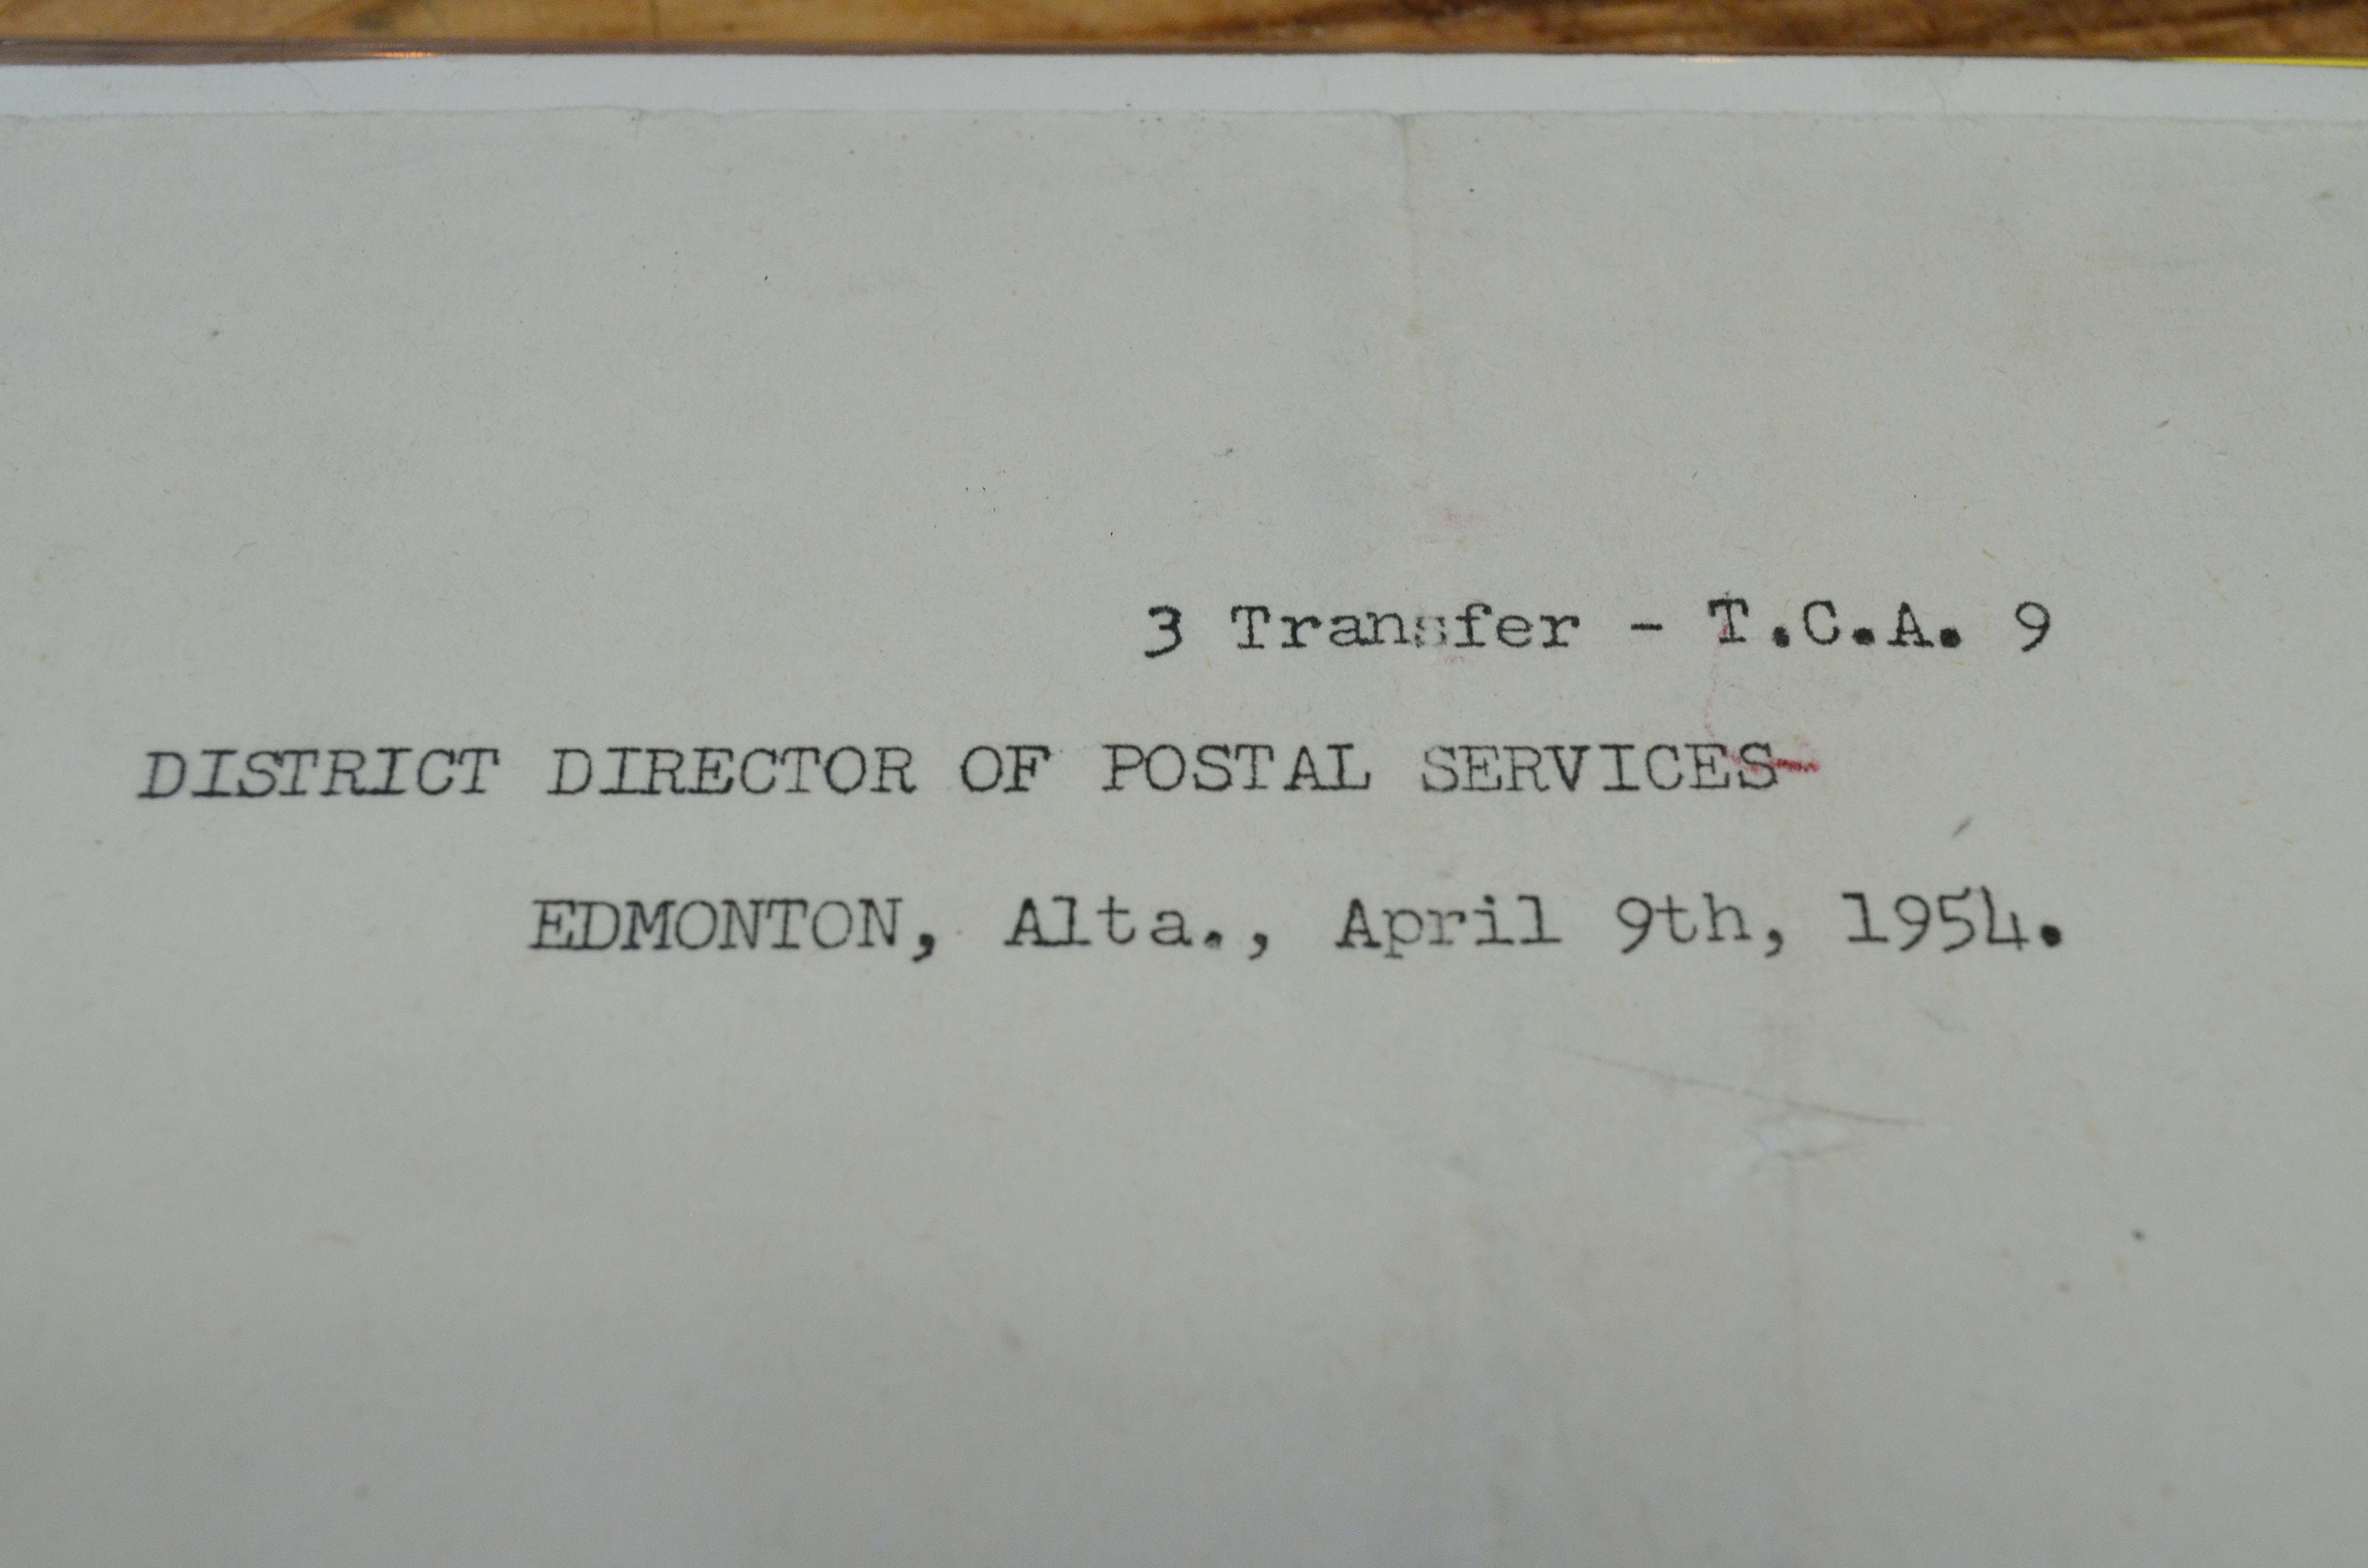 3 Transfer - T.C.A. 9
DISTRICT DIRECTOR OF POSTAL SERVICES
EDMONTON, Alta., April 9th, 1954.